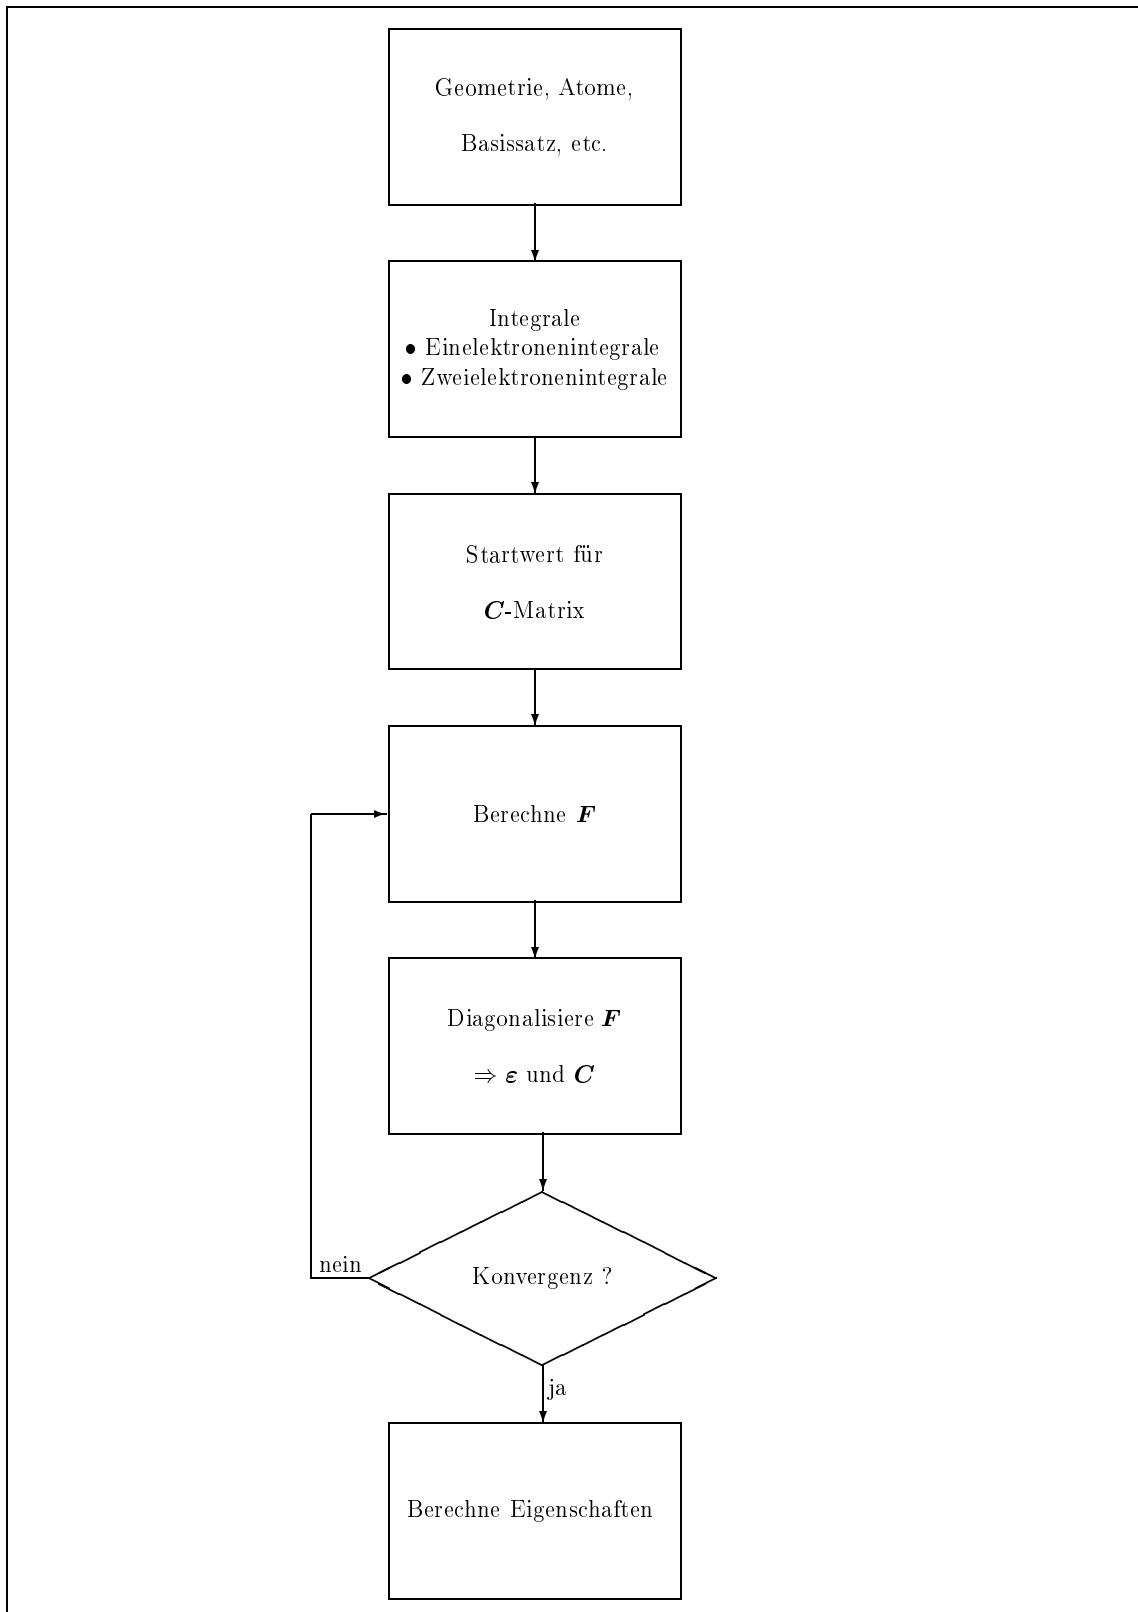 Geometrie, Atome,
Basissatz, etc.
Integrale
• Einelektronenintegrale
• Zweielektronenintegrale
Startwert für
C-Matrix
Berechne F
Diagonalisiere F
⇒ ε und C
nein
Konvergenz ?
ja
Berechne Eigenschaften